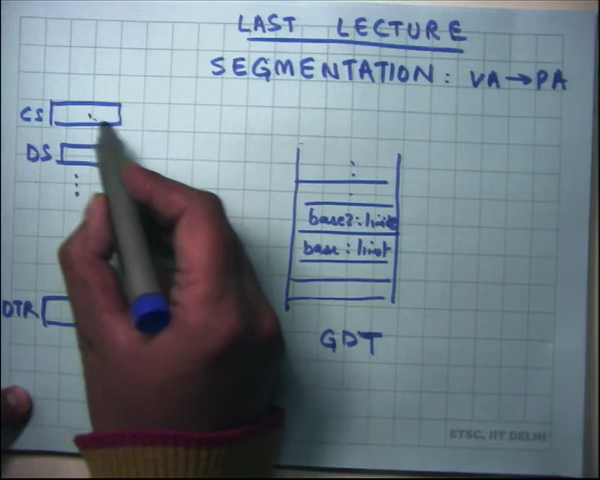 LAST LECTURE
SEGMENTATION: VA→PA
CS
DS
base2:limit
base:limit
DTR
GDT
ETSC, IIT DELHI